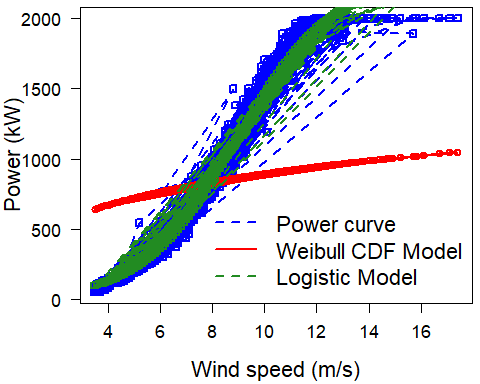 2000
1500
1000
500
0
Power (kW)
Power curve
Weibull CDF Model
Logistic Model
4 6 8 10 12 14 16
Wind speed (m/s)